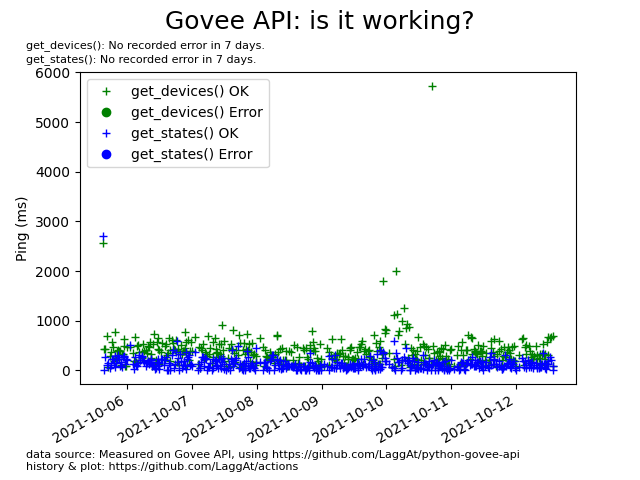 Govee API: is it working?
get_devices(): No recorded error in 7 days.
get_states(): No recorded error in 7 days.
6000
5000
4000
3000
2000
1000
0
Ping (ms)
get_devices() OK
get_devices() Error
get_states() OK
get_states() Error
2021-10-06
2021-10-07
2021-10-08
2021-10-09
2021-10-10
2021-10-11
2021-10-12
data source: Measured on Govee API, using https://github.com/LaggAt/python-govee-api
history & plot: https://github.com/LaggAt/actions